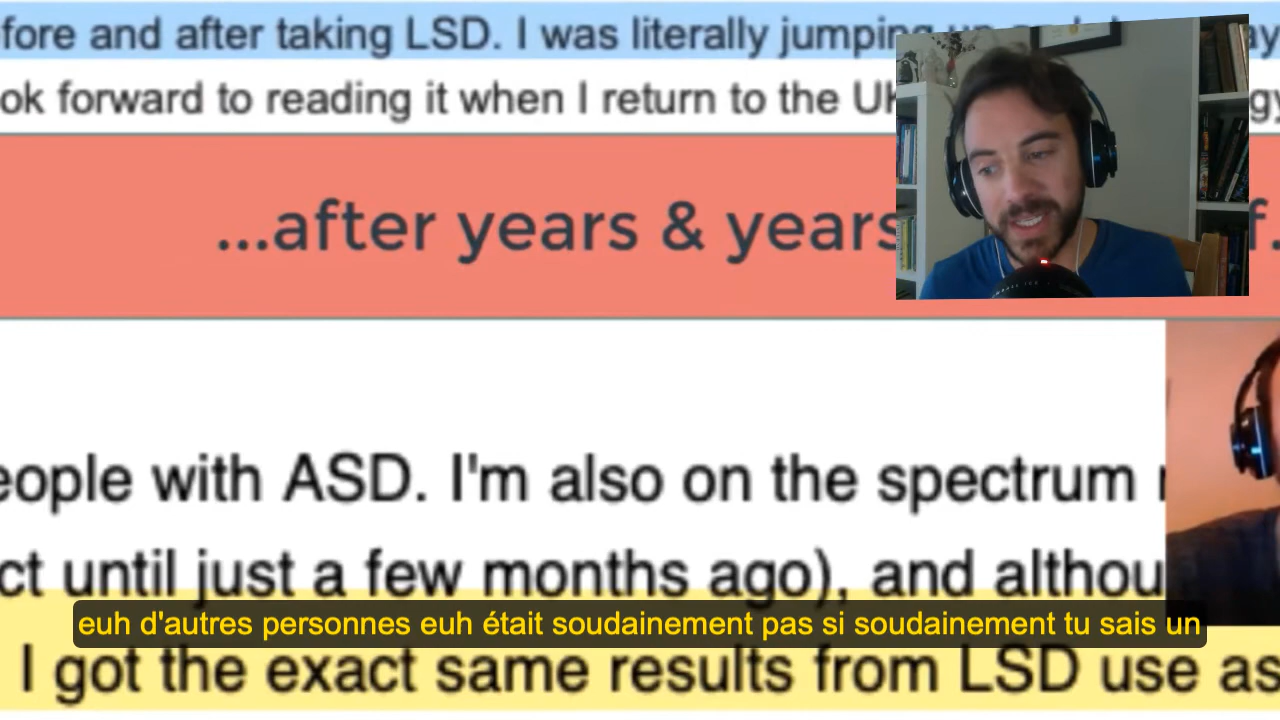 fore and after taking LSD. I was literally jumping
ok forward to reading it when I return to the UK
...after years & years
eople with ASD. I'm also on the spectrum
ct until just a few months ago), and althou
euh d'autres personnes euh était soudainement pas si soudainement tu sais un
I got the exact same results from LSD use as